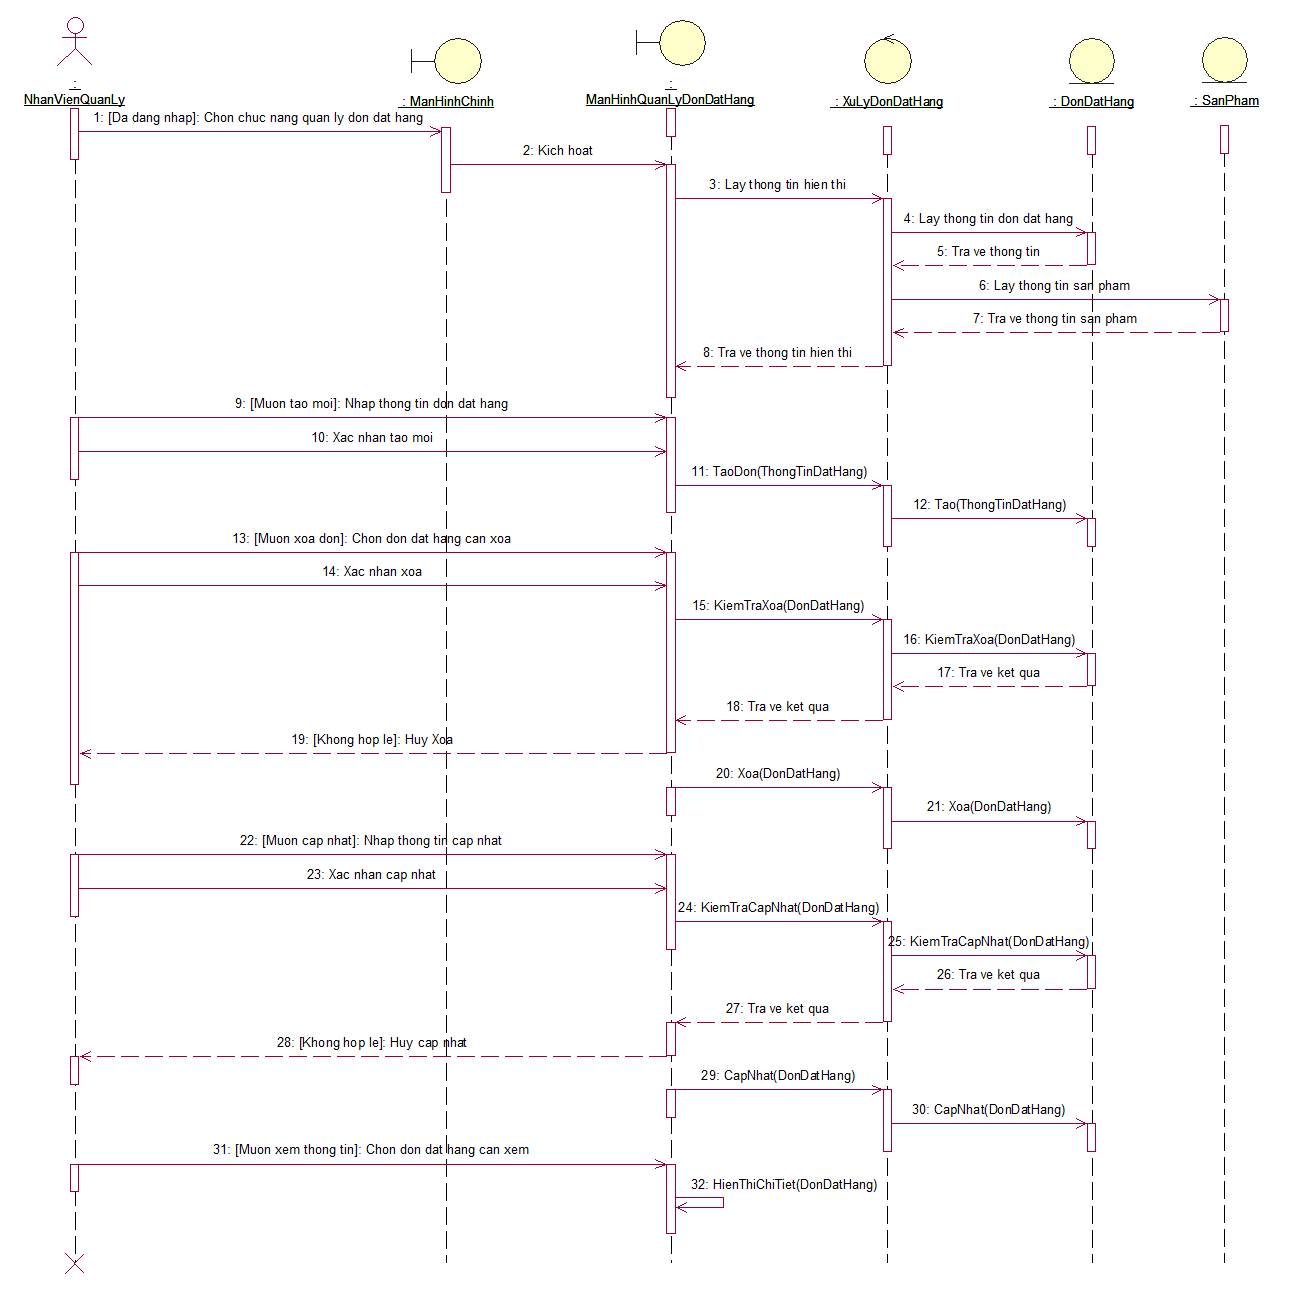 :
NhanVienQuanLy
: ManHinhChinh
:
ManHinhQuanLyDonDatHang
: XuLyDonDatHang
: DonDatHang
: SanPham
1: [Da dang nhap]: Chon chuc nang quan ly don dat hang
2: Kich hoat
3: Lay thong tin hien thi
4: Lay thong tin don dat hang
5: Tra ve thong tin
6: Lay thong tin san pham
7: Tra ve thong tin san pham
8: Tra ve thong tin hien thi
9: [Muon tao moi]: Nhap thong tin don dat hang
10: Xac nhan tao moi
11: TaoDon(ThongTinDatHang)
12: Tao(ThongTinDatHang)
13: [Muon xoa don]: Chon don dat hang can xoa
14: Xac nhan xoa
15: KiemTraXoa(DonDatHang)
16: KiemTraXoa(DonDatHang)
17: Tra ve ket qua
18: Tra ve ket qua
19: [Khong hop le]: Huy Xoa
20: Xoa(DonDatHang)
21: Xoa(DonDatHang)
22: [Muon cap nhat]: Nhap thong tin cap nhat
23: Xac nhan cap nhat
24: KiemTraCapNhat(DonDatHang)
25: KiemTraCapNhat(DonDatHang)
26: Tra ve ket qua
27: Tra ve ket qua
28: [Khong hop le]: Huy cap nhat
29: CapNhat(DonDatHang)
30: CapNhat(DonDatHang)
31: [Muon xem thong tin]: Chon don dat hang can xem
32: HienThiChiTiet(DonDatHang)